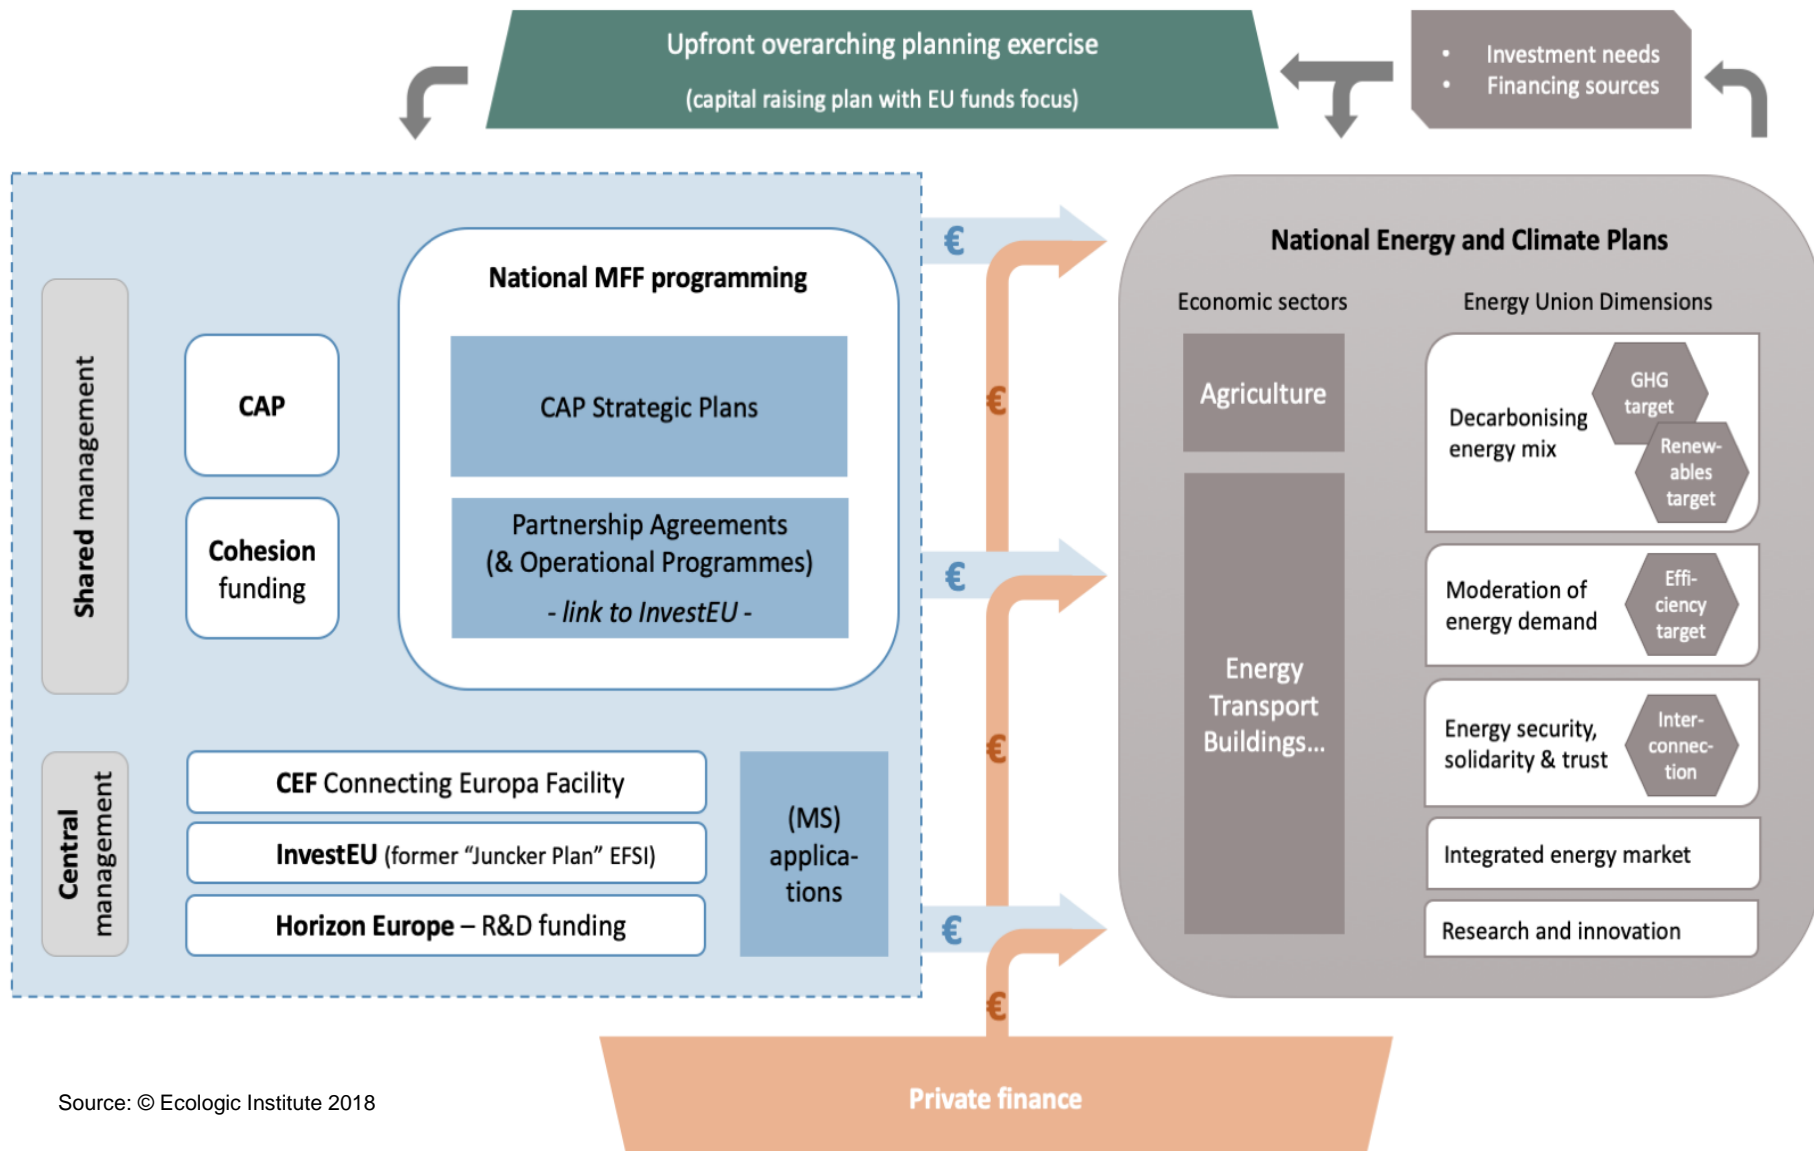 Upfront overarching planning exercise
(capital raising plan with EU funds focus)
• Investment needs
• Financing sources
Shared management
CAP
Cohesion
funding
National MFF programming
CAP Strategic Plans
Partnership Agreements
(& Operational Programmes)
- link to InvestEU -
Central
management
CEF Connecting Europa Facility
InvestEU (former “Juncker Plan” EFSI)
Horizon Europe – R&D funding
(MS)
applica-
tions
€
€
€
€
€
€
National Energy and Climate Plans
Economic sectors
Agriculture
Energy
Transport
Buildings...
Energy Union Dimensions
Decarbonising
energy mix
GHG
target
Renew-
ables
target
Moderation of
energy demand
Effi-
ciency
target
Energy security,
solidarity & trust
Inter-
connec-
tion
Integrated energy market
Research and innovation
Private finance
Source: © Ecologic Institute 2018